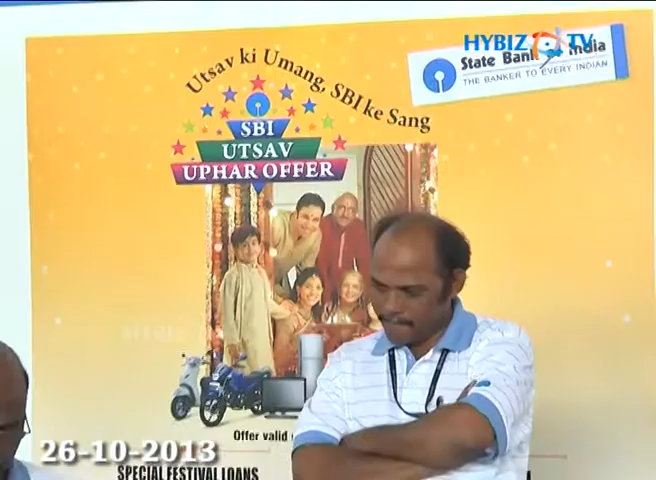 HYBIZ TV
State Bank of India
THE BANKER TO EVERY INDIAN
Utsav ki Umang, SBI ke Sang
SBI
UTSAV
UPHAR OFFER
Offer valid
26-10-2013
SPECIAL FESTIVAL LOANS